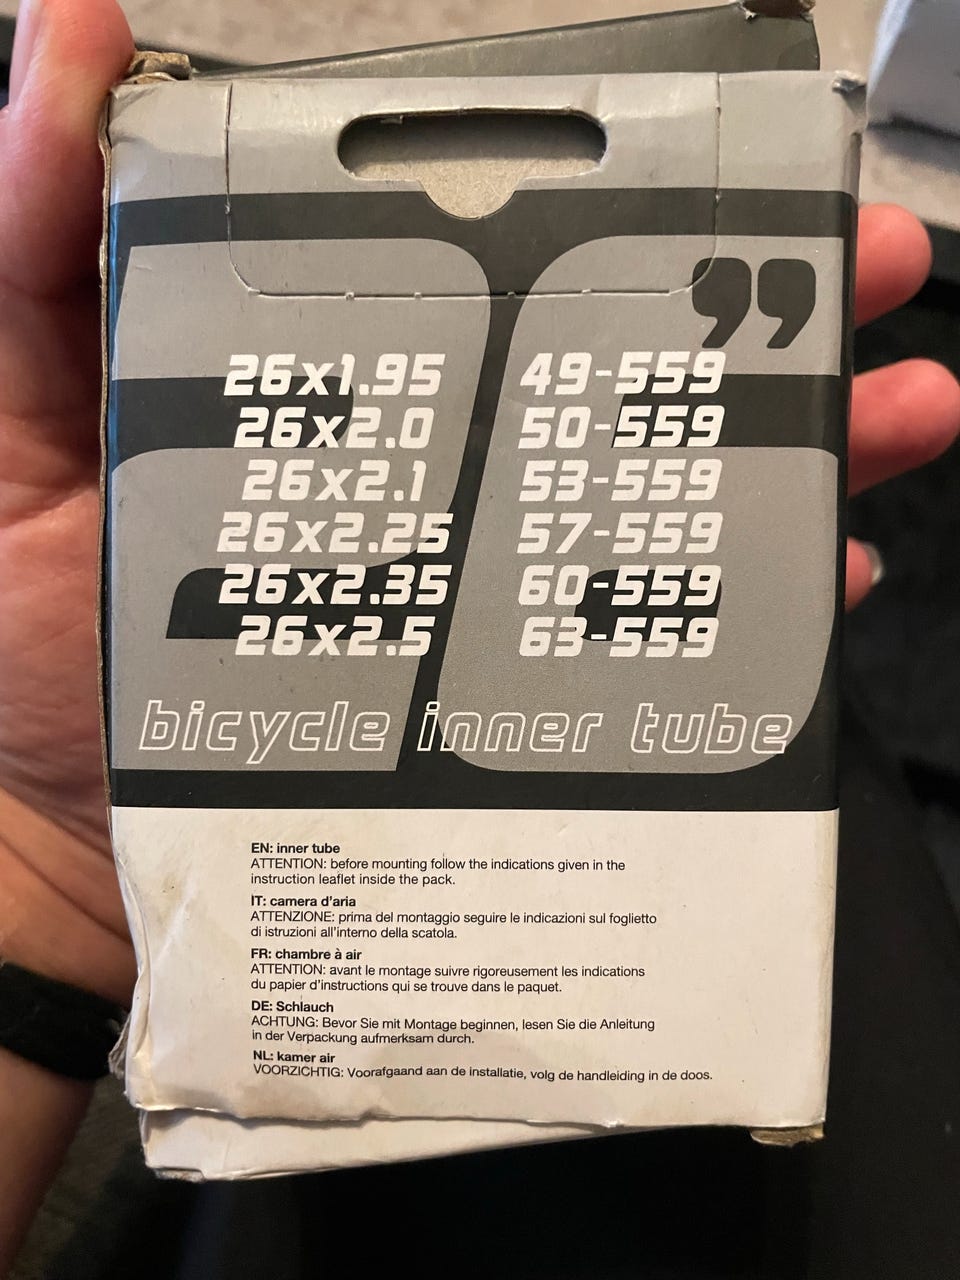 26”
26x1.95 49-559
26x2.0 50-559
26x2.1 53-559
26x2.25 57-559
26x2.35 60-559
26x2.5 63-559
bicycle inner tube
EN: inner tube
ATTENTION: before mounting follow the indications given in the
instruction leaflet inside the pack.
IT: camera d'aria
ATTENZIONE: prima del montaggio seguire le indicazioni sul foglietto
di istruzioni all'interno della scatola.
FR: chambre à air
ATTENTION: avant le montage suivre rigoreusement les indications
du papier d'instructions qui se trouve dans le paquet.
DE: Schlauch
ACHTUNG: Bevor Sie mit Montage beginnen, lesen Sie die Anleitung
in der Verpackung aufmerksam durch.
NL: kamer air
VOORZICHTIG: Voorafgaand aan de installatie, volg de handleiding in de doos.